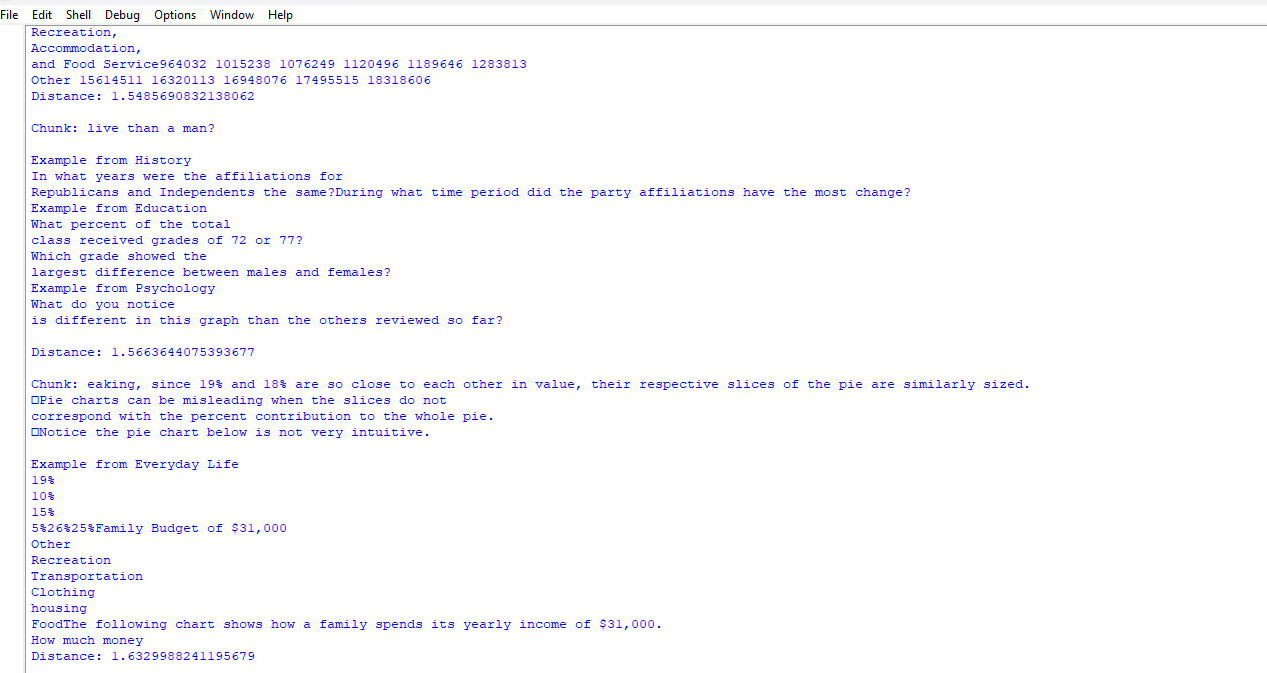 File Edit Shell Debug Options Window Help
Recreation,
Accommodation,
and Food Service964032 1015238 1076249 1120496 1189646 1283813
Other 15614511 16320113 16948076 17495515 18318606
Distance: 1.5485690832138062
Chunk: live than a man?
Example from History
In what years were the affiliations for
Republicans and Independents the same?During what time period did the party affiliations have the most change?
Example from Education
What percent of the total
class received grades of 72 or 77?
Which grade showed the
largest difference between males and females?
Example from Psychology
What do you notice
is different in this graph than the others reviewed so far?
Distance: 1.5663644075393677
Chunk: eaking, since 19% and 18% are so close to each other in value, their respective slices of the pie are similarly sized.
□Pie charts can be misleading when the slices do not
correspond with the percent contribution to the whole pie.
□Notice the pie chart below is not very intuitive.
Example from Everyday Life
19%
10%
15%
5%26%25%Family Budget of $31,000
Other
Recreation
Transportation
Clothing
housing
FoodThe following chart shows how a family spends its yearly income of $31,000.
How much money
Distance: 1.6329988241195679